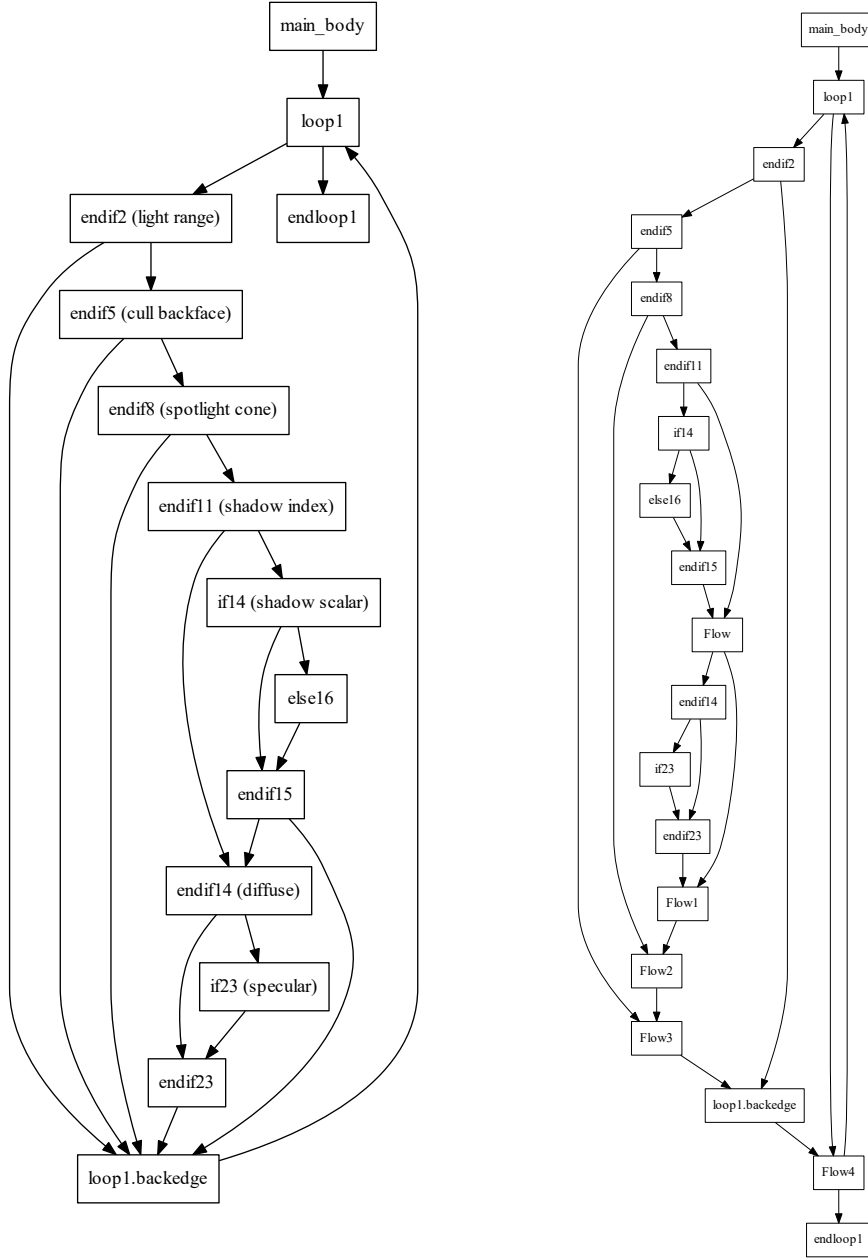 main_body
loop1
endif2 (light range)
endloop1
endif5 (cull backface)
endif8 (spotlight cone)
endif11 (shadow index)
if14 (shadow scalar)
else16
endif15
endif14 (diffuse)
if23 (specular)
endif23
loop1.backedge
main_body
loop1
endif2
endif5
endif8
endif11
if14
else16
endif15
Flow
endif14
if23
endif23
Flow1
Flow2
Flow3
loop1.backedge
Flow4
endloop1